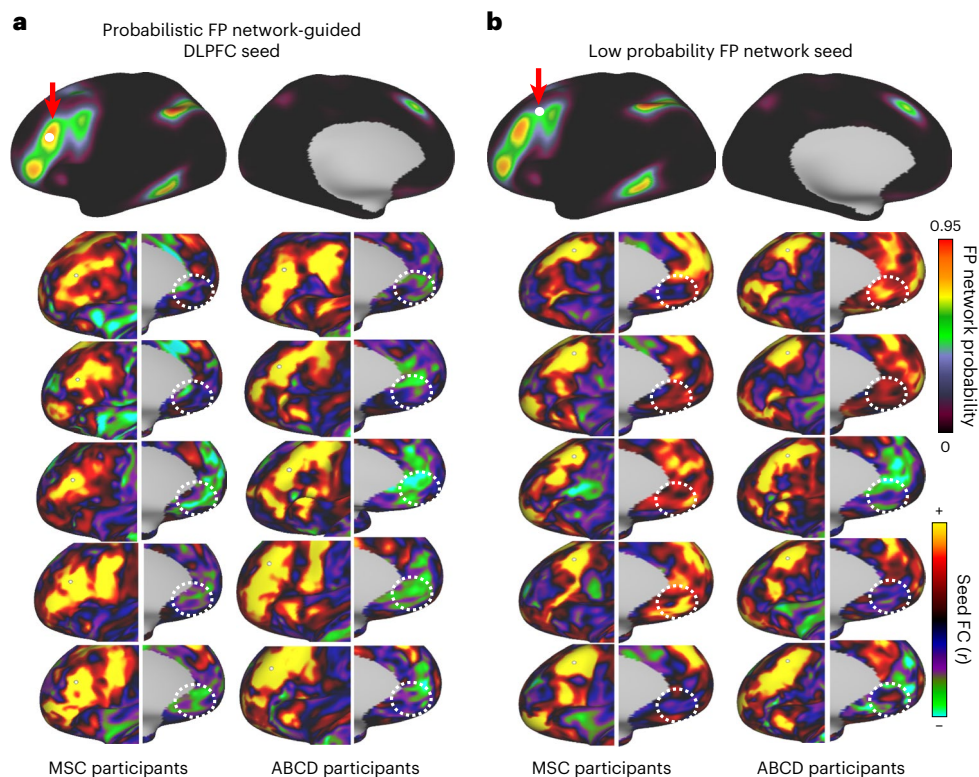 a
Probabilistic FP network-guided
DLPFC seed
b
Low probability FP network seed
0.95
FP network probability
0
+
Seed FC (r)
–
MSC participants
ABCD participants
MSC participants
ABCD participants